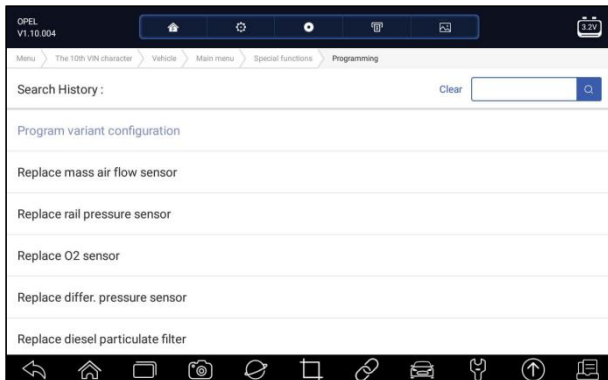 OPEL
V1.10.004
3.2V
Menu The 10th VIN character Vehicle Main menu Special functions Programming
Search History : Clear
Program variant configuration
Replace mass air flow sensor
Replace rail pressure sensor
Replace O2 sensor
Replace differ. pressure sensor
Replace diesel particulate filter